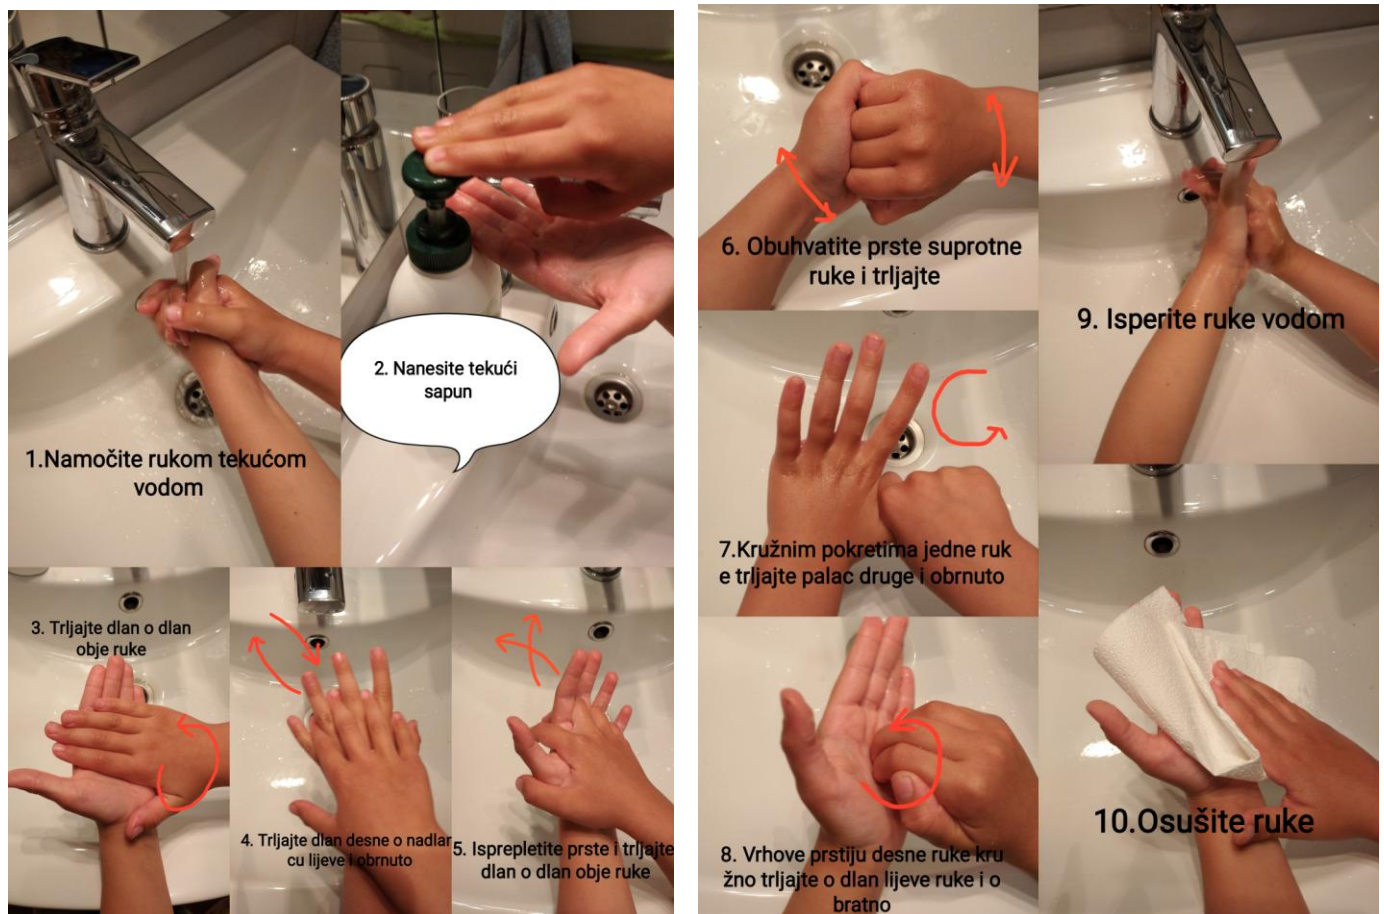 1.Namočite rukom tekućom
vodom
2. Nanesite tekući
sapun
3. Trljajte dlan o dlan
obje ruke
4. Trljajte dlan desne o nadlan
cu lijeve i obrnuto
5. Isprepletite prste i trljajte
dlan o dlan obje ruke
6. Obuhvatite prste suprotne
ruke i trljajte
7.Kružnim pokretima jedne ruk
e trljajte palac druge i obrnuto
8. Vrhove prstiju desne ruke kru
žno trljajte o dlan lijeve ruke i o
bratno
9. Isperite ruke vodom
10.Osušite ruke